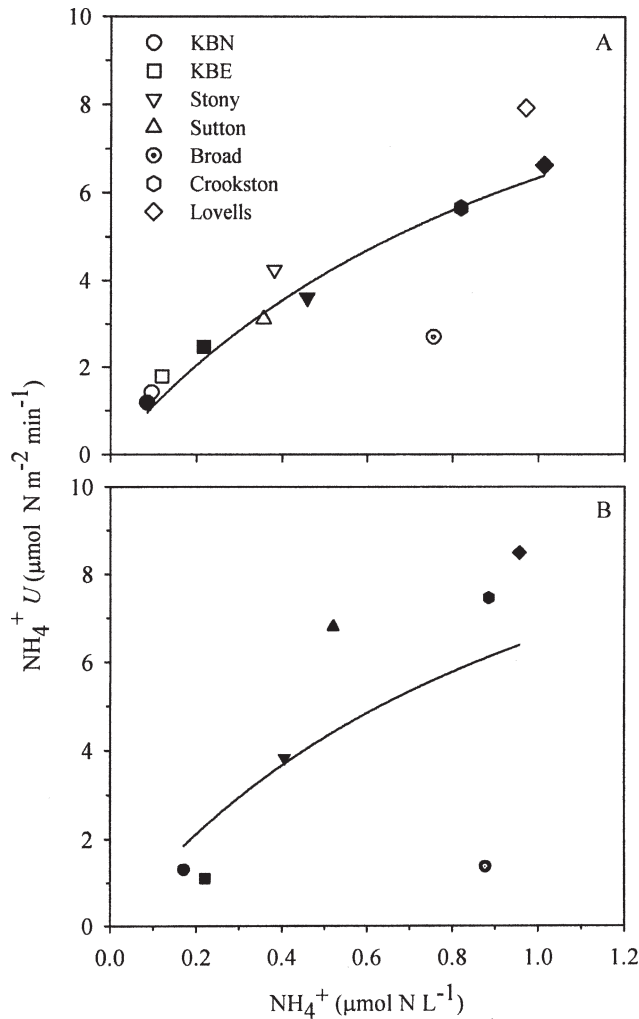 10
8
6
4
2
0
KBN
KBE
Stony
Sutton
Broad
Crookston
Lovells
A
NH₄⁺ U (µmol N m⁻² min⁻¹)
10
8
6
4
2
0
B
0.0 0.2 0.4 0.6 0.8 1.0 1.2
NH₄⁺ (µmol N L⁻¹)